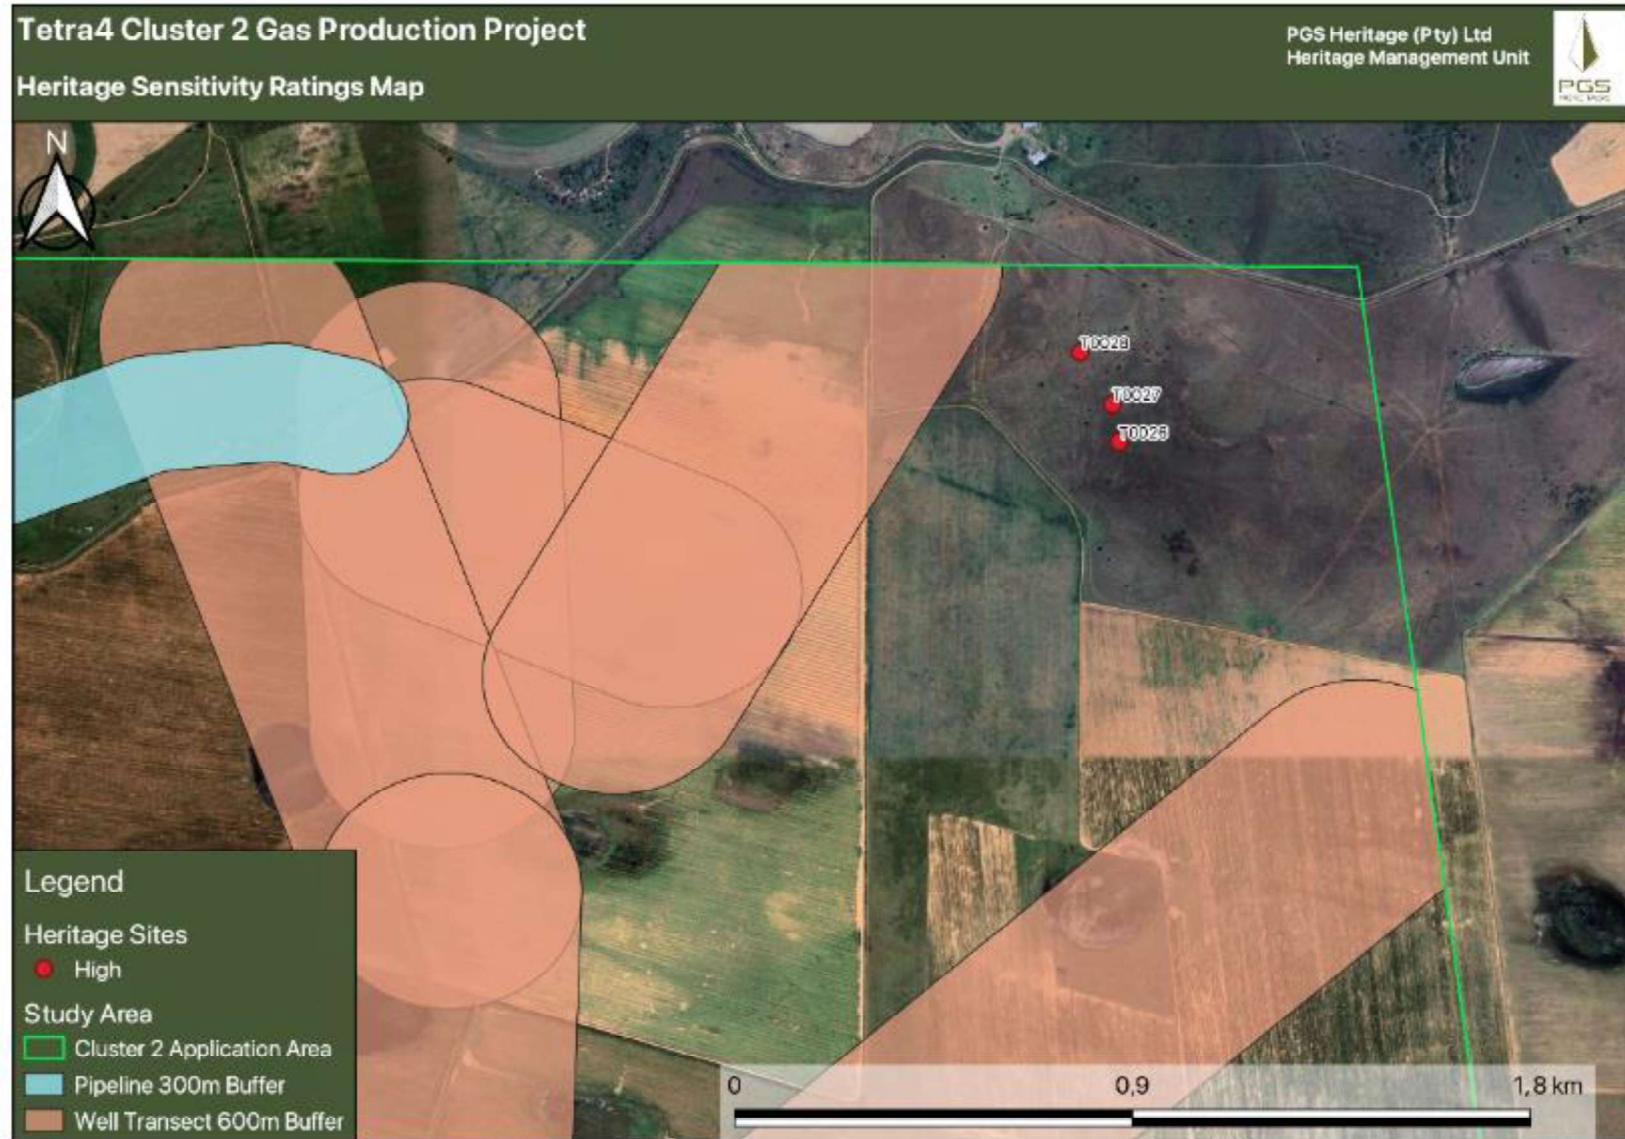 Tetra4 Cluster 2 Gas Production Project
Heritage Sensitivity Ratings Map
PGS Heritage (Pty) Ltd
Heritage Management Unit
PGS
N
T0028
T0027
T0026
Legend
Heritage Sites
High
Study Area
Cluster 2 Application Area
Pipeline 300m Buffer
Well Transect 600m Buffer
0 0,9 1,8 km